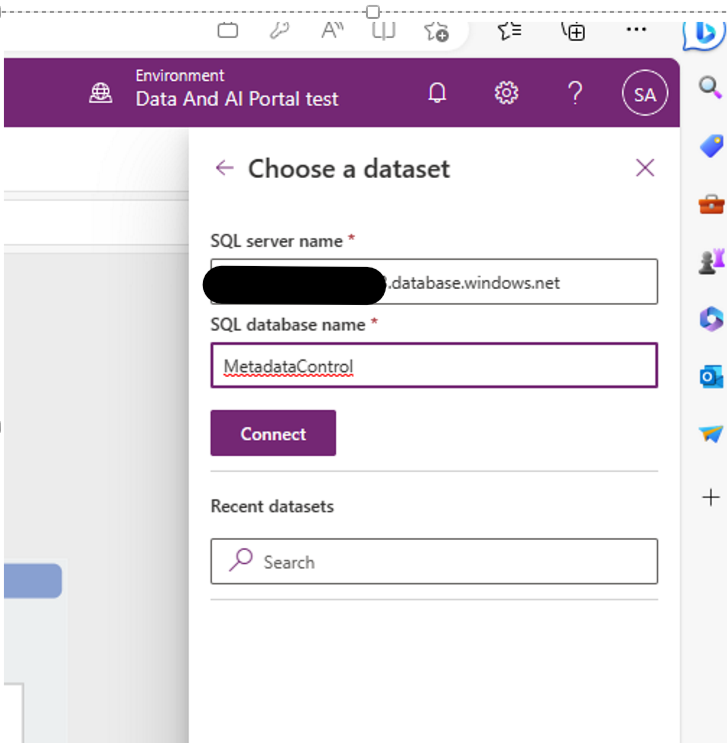 Environment
Data And AI Portal test
SA
Choose a dataset
SQL server name *
.database.windows.net
SQL database name *
MetadataControl
Connect
Recent datasets
Search